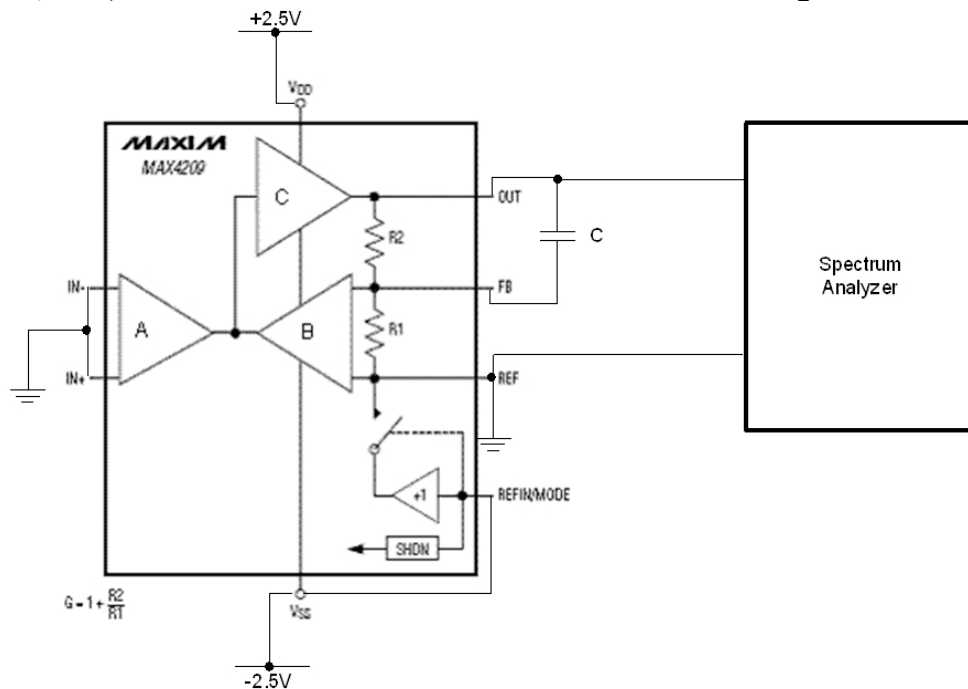 +2.5V
VDD
MAXIM
MAX4209
C
OUT
R2
C
Spectrum
Analyzer
IN-
FB
A
B
R1
IN+
REF
+1
REFIN/MODE
SHDN
G = 1 + R2
R1
VSS
-2.5V